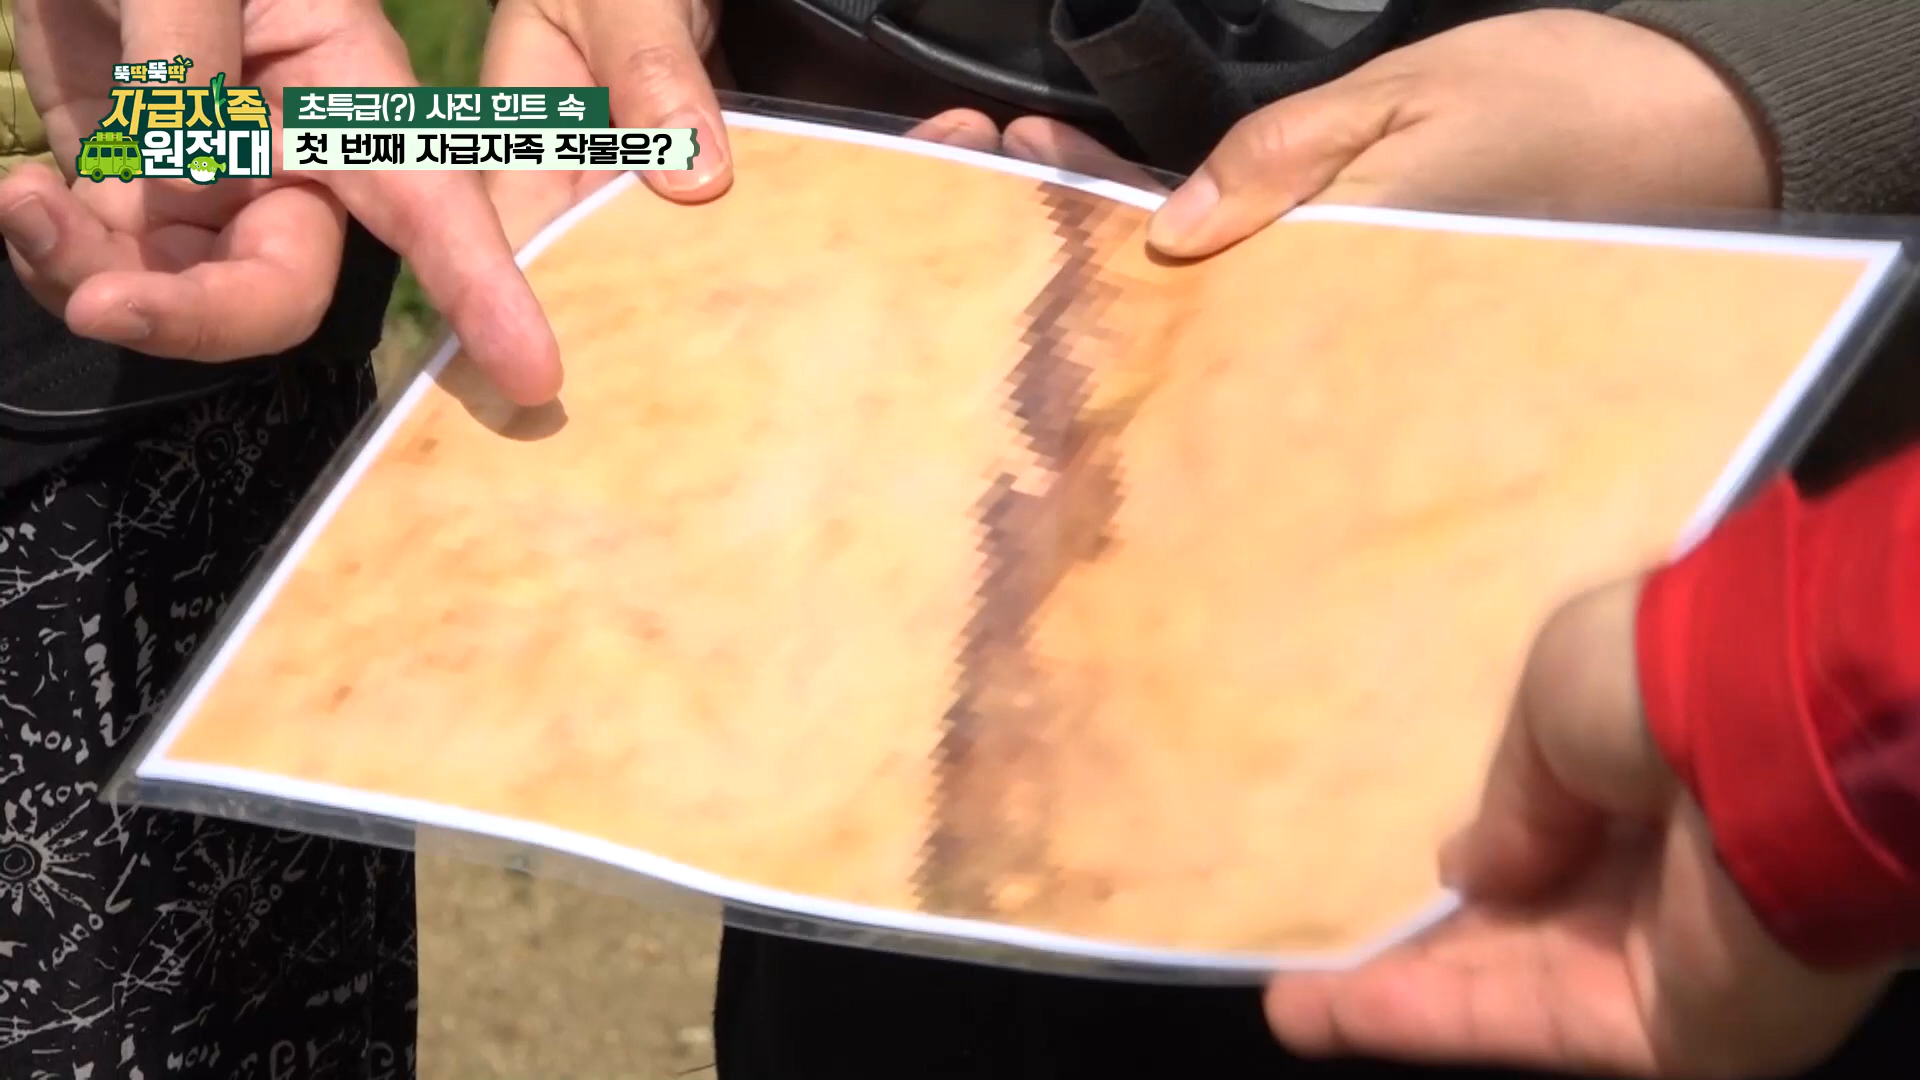 뚝딱뚝딱
자급자족
원정대
초특급(?) 사진 힌트 속
첫 번째 자급자족 작물은?